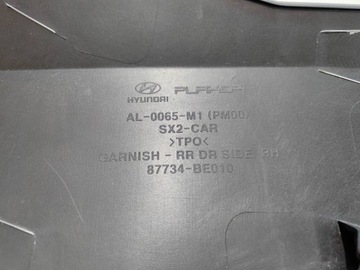 HYUNDAI
AL-0065-M1 (PM00)
SX2-CAR
>TPO<
GARNISH - RR DR SIDE, RH
87734-BE010